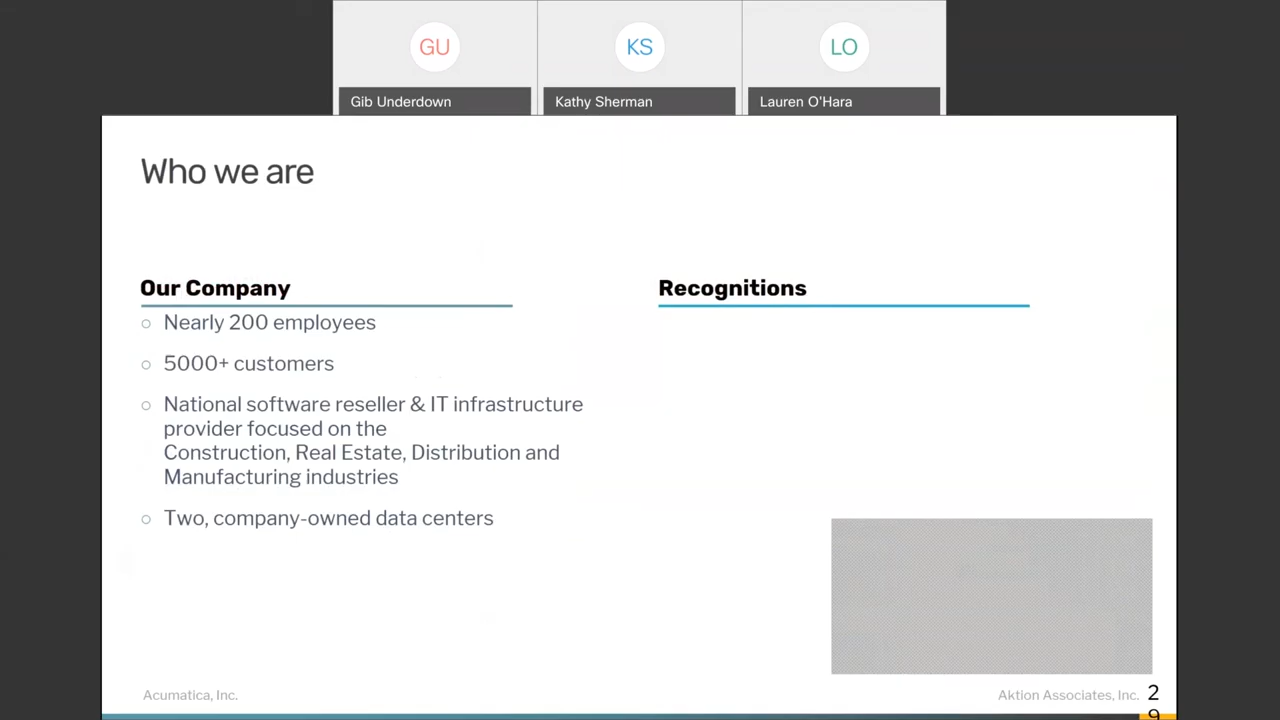 GU
KS
LO
Gib Underdown
Kathy Sherman
Lauren O'Hara
Who we are
Our Company
○ Nearly 200 employees
○ 5000+ customers
○ National software reseller & IT infrastructure
provider focused on the
Construction, Real Estate, Distribution and
Manufacturing industries
○ Two, company-owned data centers
Recognitions
Acumatica, Inc.
Aktion Associates, Inc.
2
9